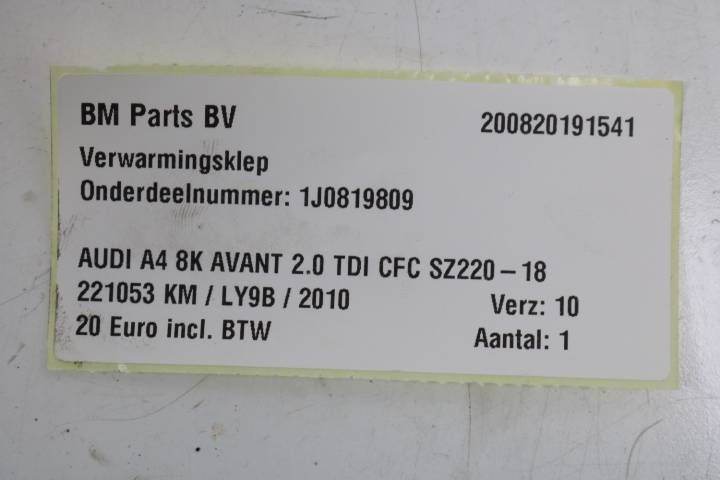 BM Parts BV 200820191541
Verwarmingsklep
Onderdeelnummer: 1J0819809
AUDI A4 8K AVANT 2.0 TDI CFC SZ220-18
221053 KM / LY9B / 2010 Verz: 10
20 Euro incl. BTW Aantal: 1